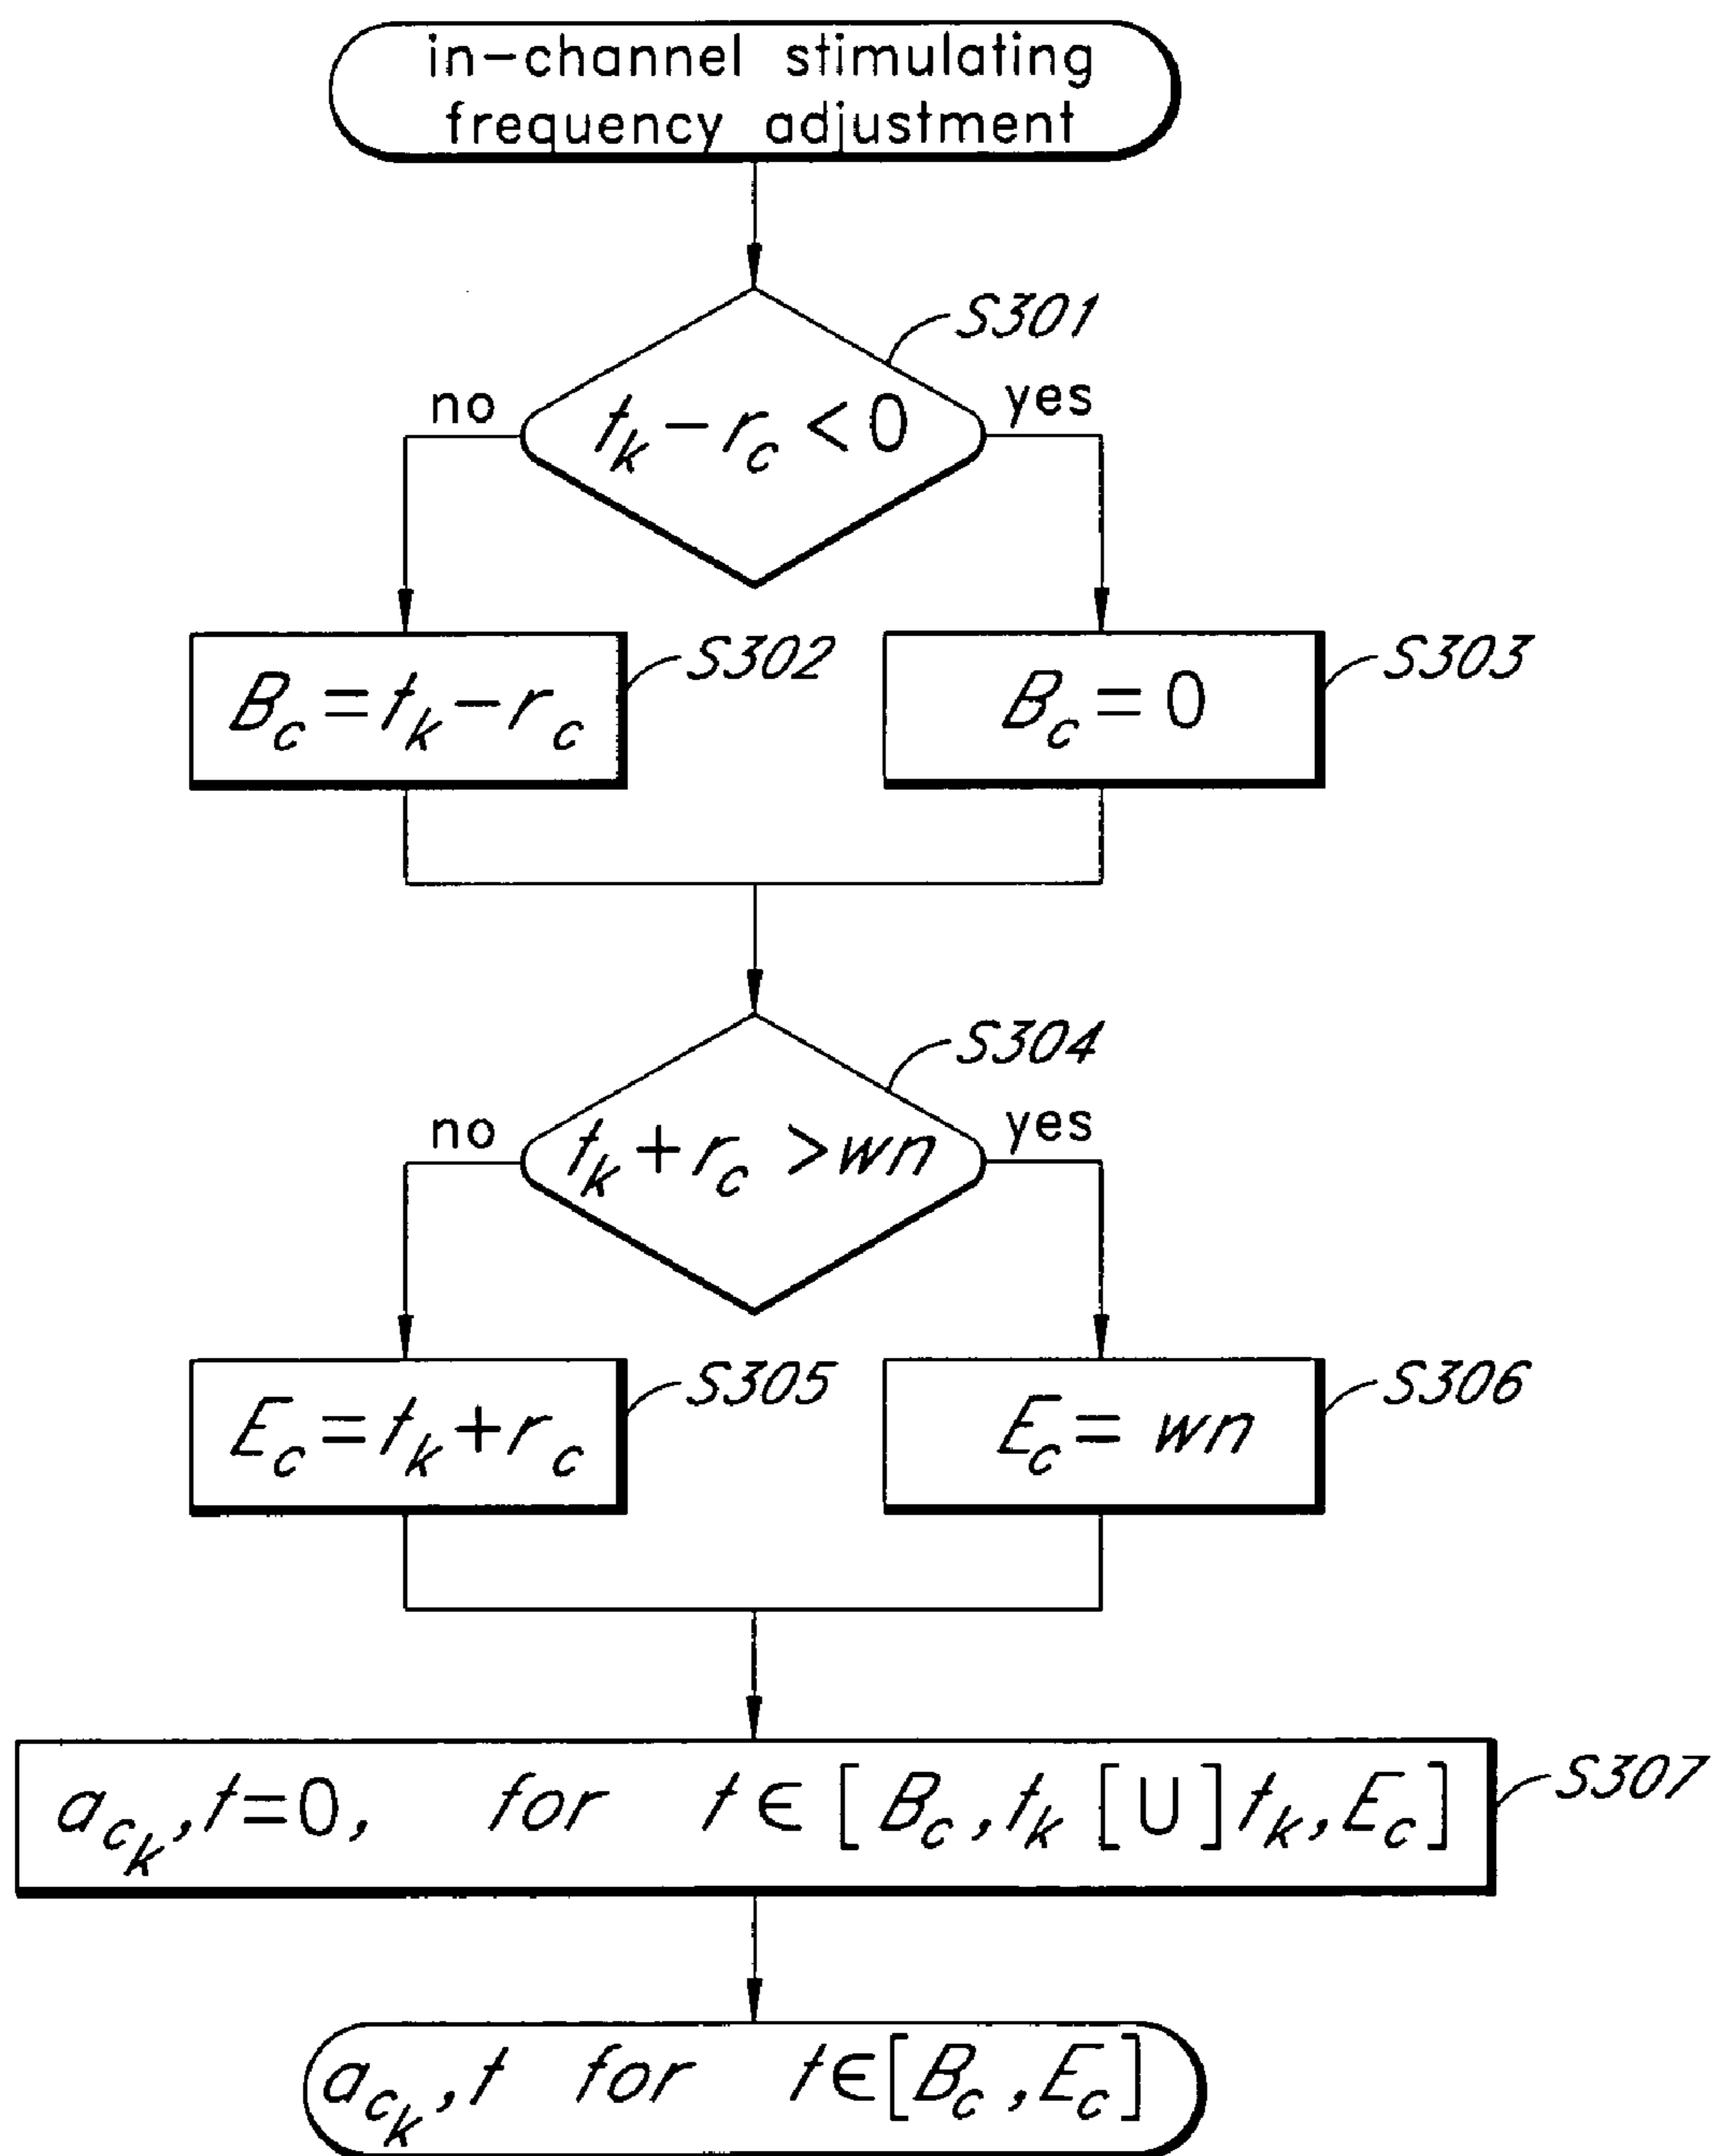 in-channel stimulating
frequency adjustment
S301
no
yes
t_k - r_c < 0
S302
S303
B_c = t_k - r_c
B_c = 0
S304
no
yes
t_k + r_c > wn
S305
S306
E_c = t_k + r_c
E_c = wn
S307
a_{c_k}, t=0, for t∈[B_c, t_k [U] t_k, E_c]
a_{c_k}, t for t∈[B_c, E_c]